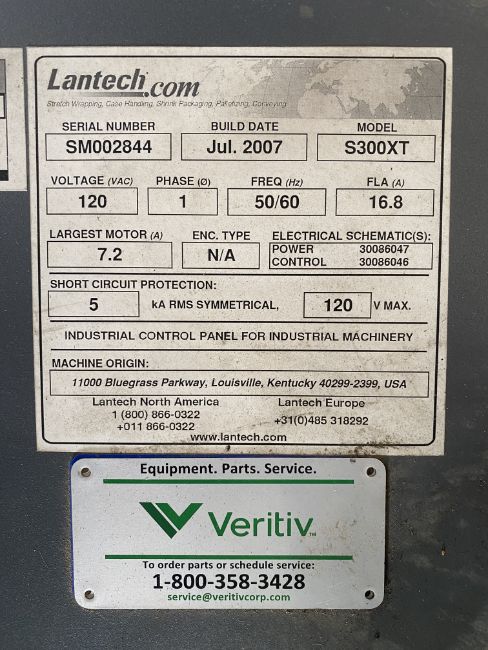 Lantech.com
Stretch Wrapping, Case Handling, Shrink Packaging, Palletizing, Conveying
SERIAL NUMBER BUILD DATE MODEL
SM002844 Jul. 2007 S300XT
VOLTAGE (VAC) PHASE (Ø) FREQ (Hz) FLA (A)
120 1 50/60 16.8
LARGEST MOTOR (A) ENC. TYPE ELECTRICAL SCHEMATIC(S):
7.2 N/A POWER 30086047
CONTROL 30086046
SHORT CIRCUIT PROTECTION:
5 kA RMS SYMMETRICAL, 120 V MAX.
INDUSTRIAL CONTROL PANEL FOR INDUSTRIAL MACHINERY
MACHINE ORIGIN:
11000 Bluegrass Parkway, Louisville, Kentucky 40299-2399, USA
Lantech North America Lantech Europe
1 (800) 866-0322 +31(0)485 318292
+011 866-0322
www.lantech.com
Equipment. Parts. Service.
Veritiv™
To order parts or schedule service:
1-800-358-3428
service@veritivcorp.com